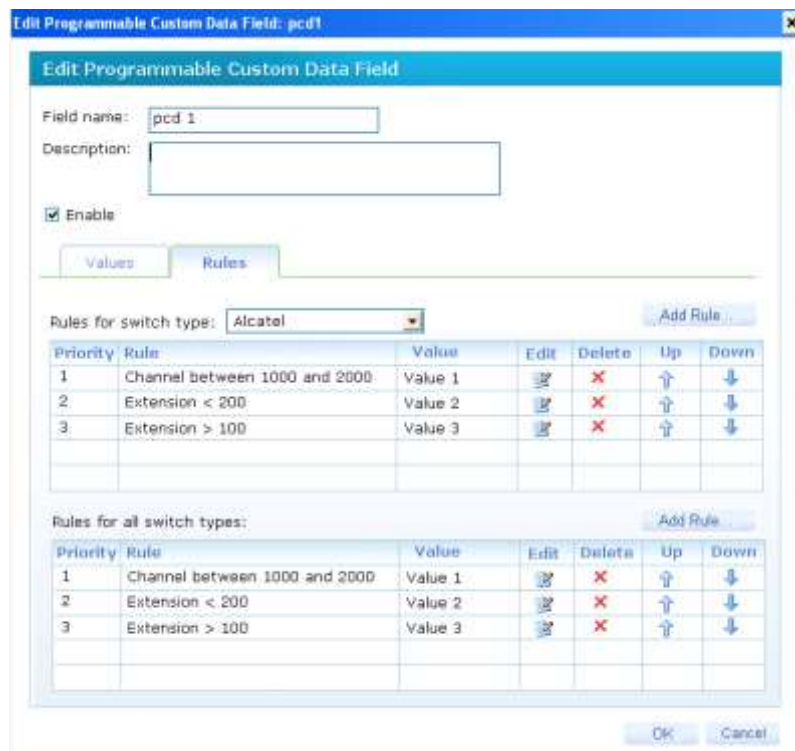 Edit Programmable Custom Data Field: pcd1
Edit Programmable Custom Data Field
Field name: pcd 1
Description:
Enable
Values Rules
Rules for switch type: Alcatel Add Rule...
Priority Rule Value Edit Delete Up Down
1 Channel between 1000 and 2000 Value 1
2 Extension < 200 Value 2
3 Extension > 100 Value 3
Rules for all switch types: Add Rule...
Priority Rule Value Edit Delete Up Down
1 Channel between 1000 and 2000 Value 1
2 Extension < 200 Value 2
3 Extension > 100 Value 3
OK Cancel